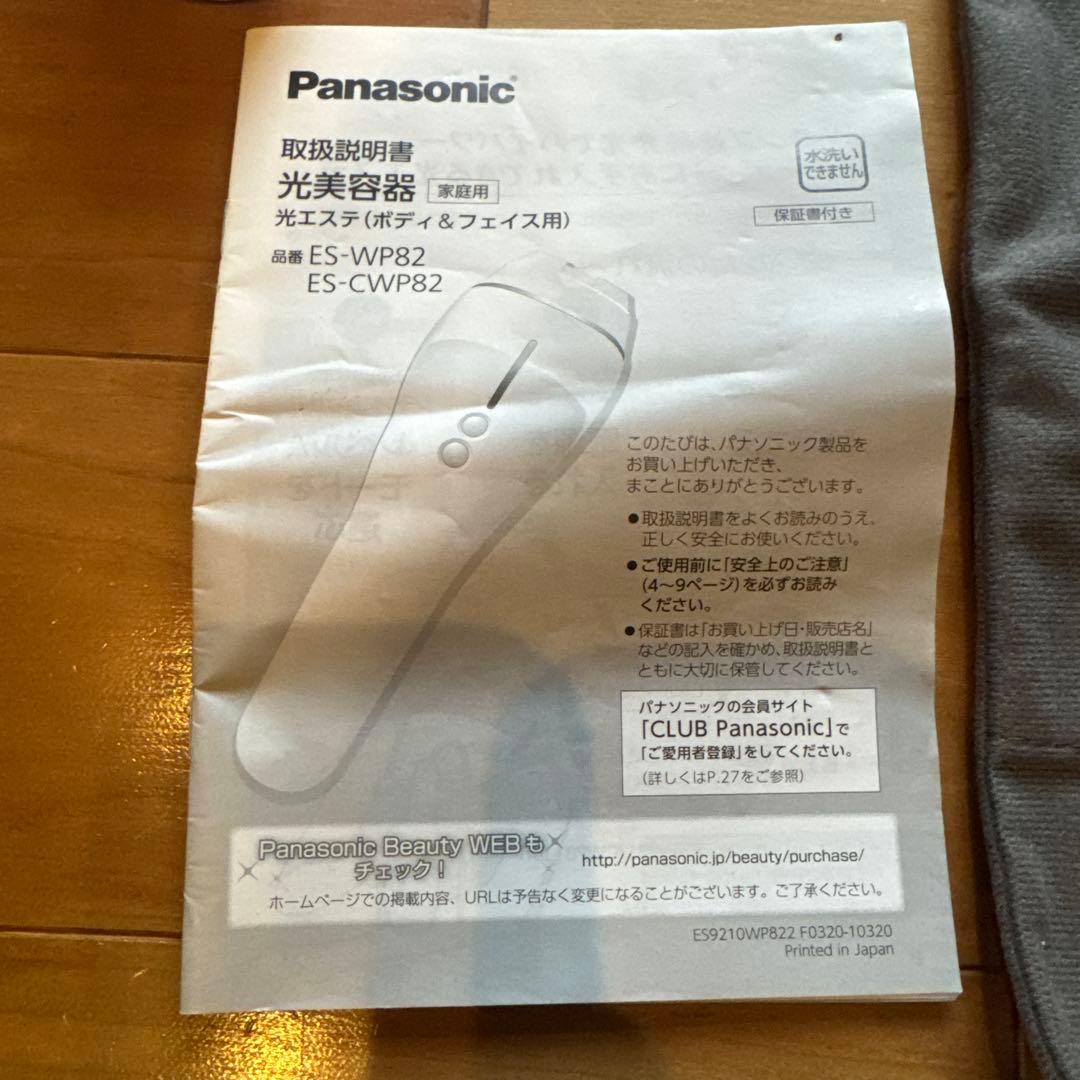 Panasonic
取扱説明書
光美容器 家庭用
光エステ(ボディ&フェイス用)
品番 ES-WP82
ES-CWP82
水洗い
できません
保証書付き
このたびは、パナソニック製品を
お買い上げいただき、
まことにありがとうございます。
●取扱説明書をよくお読みのうえ、
正しく安全にお使いください。
●ご使用前に「安全上のご注意」
(4〜9ページ)を必ずお読み
ください。
●保証書は「お買い上げ日・販売店名」
などの記入を確かめ、取扱説明書と
ともに大切に保管してください。
パナソニックの会員サイト
「CLUB Panasonic」で
「ご愛用者登録」をしてください。
(詳しくはP.27をご参照)
Panasonic Beauty WEBも
チェック!
http://panasonic.jp/beauty/purchase/
ホームページでの掲載内容、URLは予告なく変更になることがございます。ご了承ください。
ES9210WP822 F0320-10320
Printed in Japan